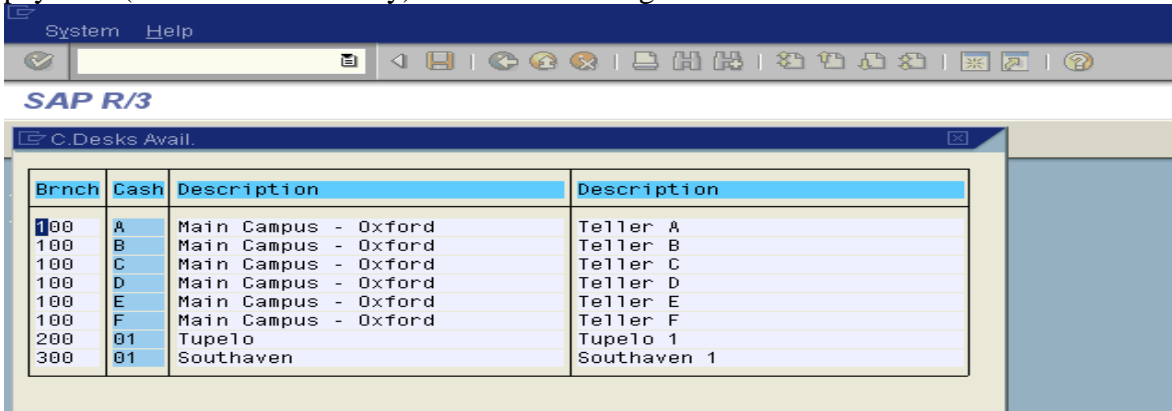 System Help
SAP R/3
C.Desks Avail.
Brnch Cash Description Description
100 A Main Campus - Oxford Teller A
100 B Main Campus - Oxford Teller B
100 C Main Campus - Oxford Teller C
100 D Main Campus - Oxford Teller D
100 E Main Campus - Oxford Teller E
100 F Main Campus - Oxford Teller F
200 01 Tupelo Tupelo 1
300 01 Southaven Southaven 1